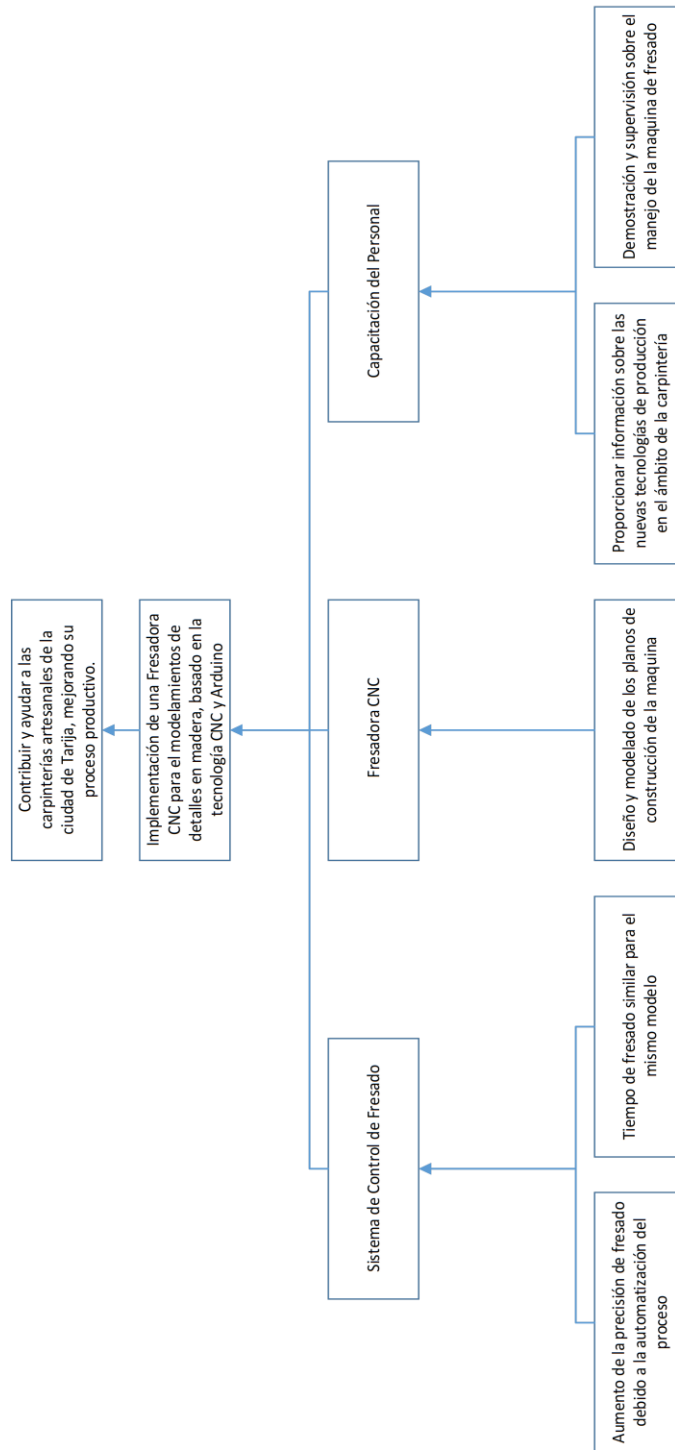 Contribuir y ayudar a las
carpinterías artesanales de la
ciudad de Tarija, mejorando su
proceso productivo.
Implementación de una Fresadora
CNC para el modelamientos de
detalles en madera, basado en la
tecnología CNC y Arduino
Sistema de Control de Fresado
Fresadora CNC
Capacitación del Personal
Aumento de la precisión de fresado
debido a la automatización del
proceso
Tiempo de fresado similar para el
mismo modelo
Diseño y modelado de los planos de
construcción de la maquina
Proporcionar información sobre las
nuevas tecnologías de producción
en el ámbito de la carpintería
Demostración y supervisión sobre el
manejo de la maquina de fresado